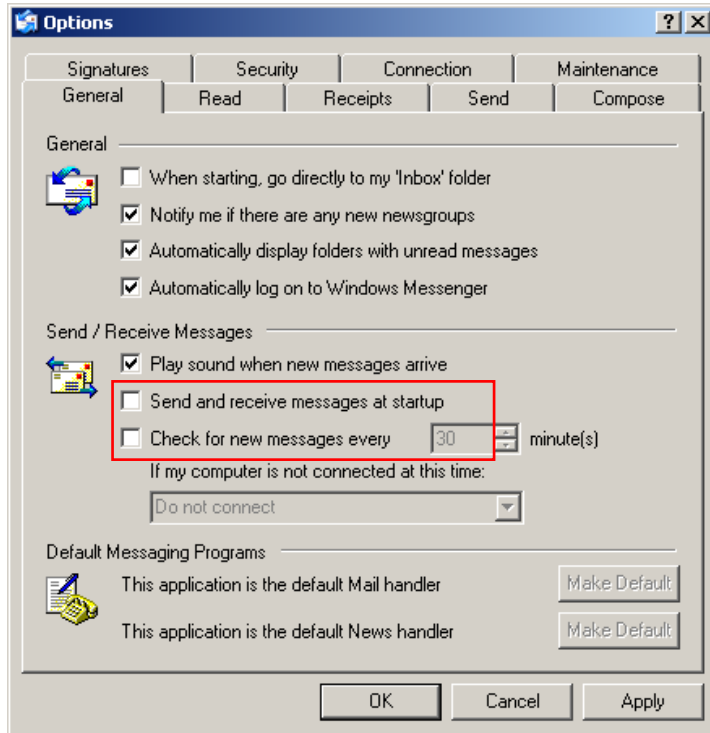 Options
Signatures Security Connection Maintenance
General Read Receipts Send Compose
General
When starting, go directly to my 'Inbox' folder
Notify me if there are any new newsgroups
Automatically display folders with unread messages
Automatically log on to Windows Messenger
Send / Receive Messages
Play sound when new messages arrive
Send and receive messages at startup
Check for new messages every 30 minute(s)
If my computer is not connected at this time:
Do not connect
Default Messaging Programs
This application is the default Mail handler Make Default
This application is the default News handler Make Default
OK Cancel Apply